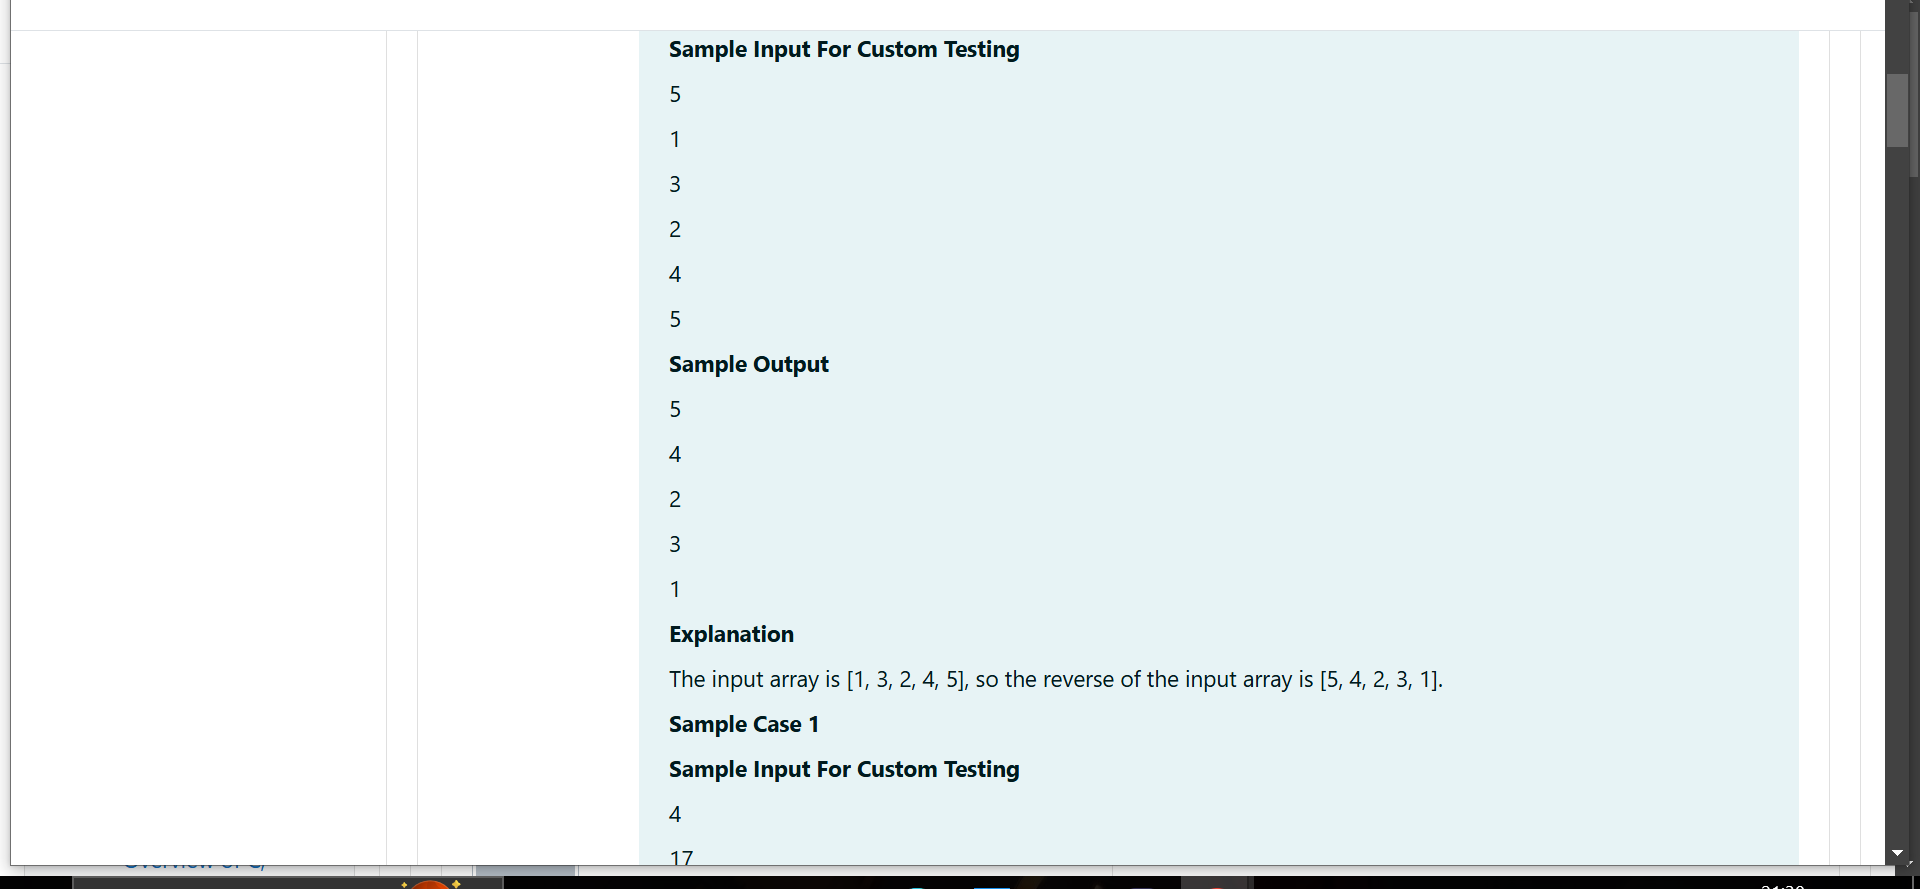 Sample Input For Custom Testing
5
1
3
2
4
5
Sample Output
5
4
2
3
1
Explanation
The input array is [1, 3, 2, 4, 5], so the reverse of the input array is [5, 4, 2, 3, 1].
Sample Case 1
Sample Input For Custom Testing
4
17